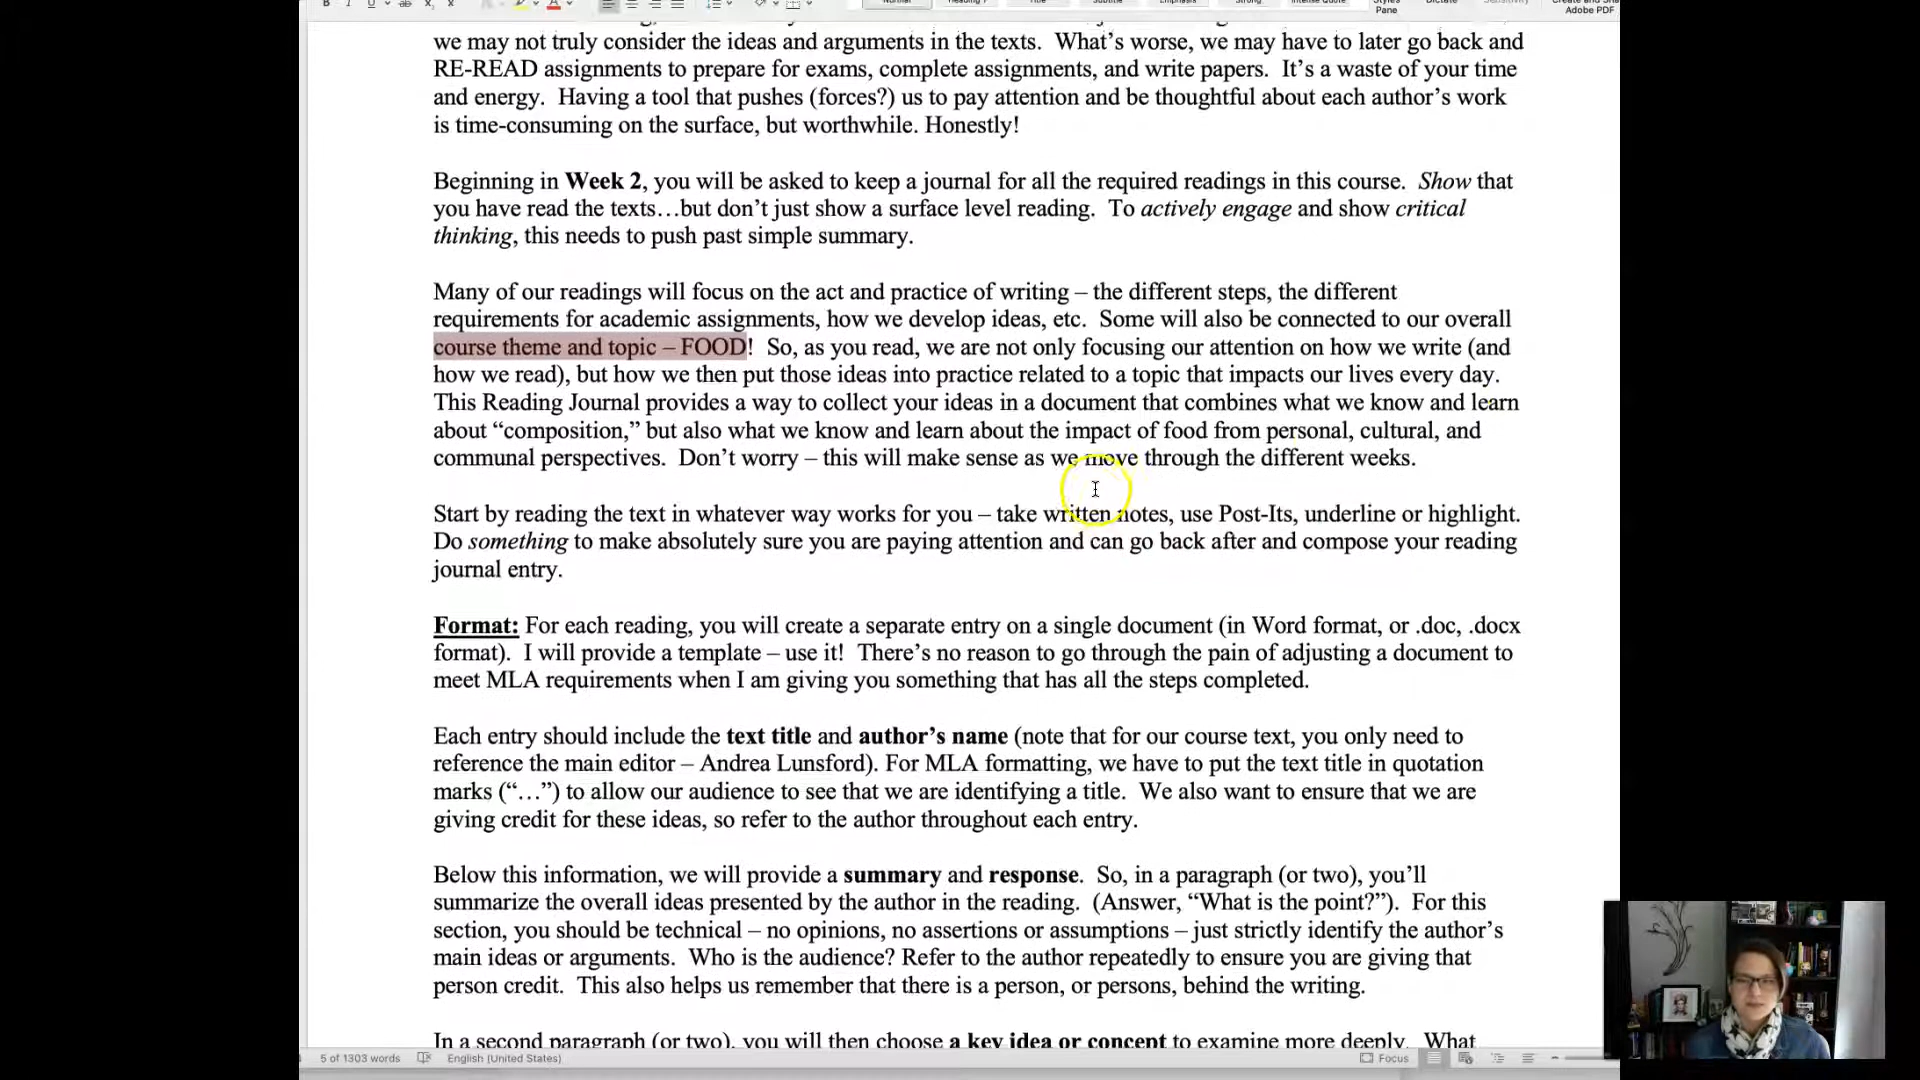 Styles
Pane
Dictate
Sensitivity
Adobe PDF
we may not truly consider the ideas and arguments in the texts.  What’s worse, we may have to later go back and
RE-READ assignments to prepare for exams, complete assignments, and write papers.  It’s a waste of your time
and energy.  Having a tool that pushes (forces?) us to pay attention and be thoughtful about each author’s work
is time-consuming on the surface, but worthwhile. Honestly!
Beginning in Week 2, you will be asked to keep a journal for all the required readings in this course.  Show that
you have read the texts…but don’t just show a surface level reading.  To actively engage and show critical
thinking, this needs to push past simple summary.
Many of our readings will focus on the act and practice of writing – the different steps, the different
requirements for academic assignments, how we develop ideas, etc.  Some will also be connected to our overall
course theme and topic – FOOD!  So, as you read, we are not only focusing our attention on how we write (and
how we read), but how we then put those ideas into practice related to a topic that impacts our lives every day.
This Reading Journal provides a way to collect your ideas in a document that combines what we know and learn
about “composition,” but also what we know and learn about the impact of food from personal, cultural, and
communal perspectives.  Don’t worry – this will make sense as we move through the different weeks.
Start by reading the text in whatever way works for you – take written notes, use Post-Its, underline or highlight.
Do something to make absolutely sure you are paying attention and can go back after and compose your reading
journal entry.
Format: For each reading, you will create a separate entry on a single document (in Word format, or .doc, .docx
format).  I will provide a template – use it!  There’s no reason to go through the pain of adjusting a document to
meet MLA requirements when I am giving you something that has all the steps completed.
Each entry should include the text title and author’s name (note that for our course text, you only need to
reference the main editor – Andrea Lunsford). For MLA formatting, we have to put the text title in quotation
marks (“…”) to allow our audience to see that we are identifying a title.  We also want to ensure that we are
giving credit for these ideas, so refer to the author throughout each entry.
Below this information, we will provide a summary and response.  So, in a paragraph (or two), you’ll
summarize the overall ideas presented by the author in the reading.  (Answer, “What is the point?”).  For this
section, you should be technical – no opinions, no assertions or assumptions – just strictly identify the author’s
main ideas or arguments.  Who is the audience? Refer to the author repeatedly to ensure you are giving that
person credit.  This also helps us remember that there is a person, or persons, behind the writing.
In a second paragraph (or two), you will then choose a key idea or concept to examine more deeply.  What
5 of 1303 words
English (United States)
Focus